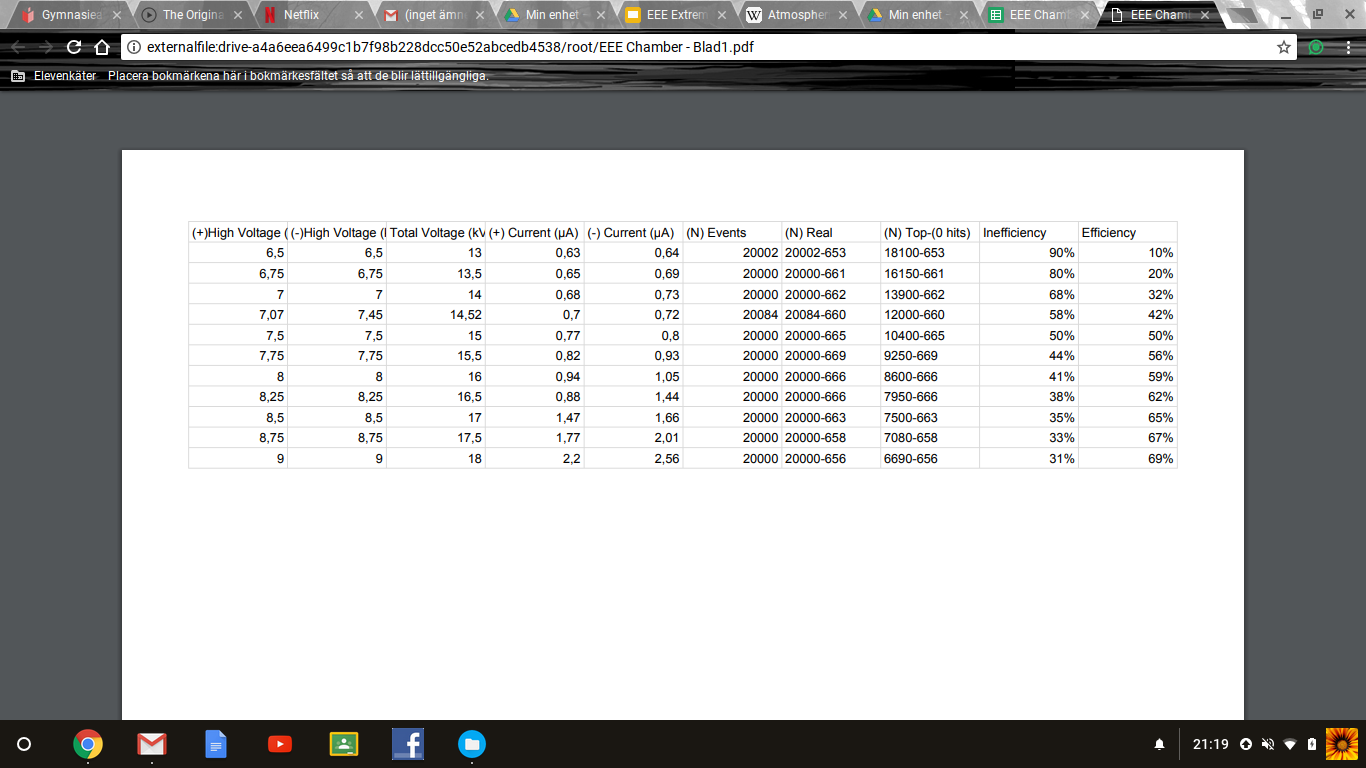 Gymnasiea The Origina Netflix (inget ämn Min enhet - EEE Extrem Atmospher Min enhet - EEE Chamb EEE Cham
externalfile:drive-a4a6eea6499c1b7f98b228dcc50e52abcedb4538/root/EEE Chamber - Blad1.pdf
Elevenkäter Placera bokmärkena här i bokmärkesfältet så att de blir lättillgängliga.
(+)High Voltage ( (-)High Voltage (I Total Voltage (kV (+) Current (µA) (-) Current (µA) (N) Events (N) Real (N) Top-(0 hits) Inefficiency Efficiency
6,5 6,5 13 0,63 0,64 20002 20002-653 18100-653 90% 10%
6,75 6,75 13,5 0,65 0,69 20000 20000-661 16150-661 80% 20%
7 7 14 0,68 0,73 20000 20000-662 13900-662 68% 32%
7,07 7,45 14,52 0,7 0,72 20084 20084-660 12000-660 58% 42%
7,5 7,5 15 0,77 0,8 20000 20000-665 10400-665 50% 50%
7,75 7,75 15,5 0,82 0,93 20000 20000-669 9250-669 44% 56%
8 8 16 0,94 1,05 20000 20000-666 8600-666 41% 59%
8,25 8,25 16,5 0,88 1,44 20000 20000-666 7950-666 38% 62%
8,5 8,5 17 1,47 1,66 20000 20000-663 7500-663 35% 65%
8,75 8,75 17,5 1,77 2,01 20000 20000-658 7080-658 33% 67%
9 9 18 2,2 2,56 20000 20000-656 6690-656 31% 69%
21:19